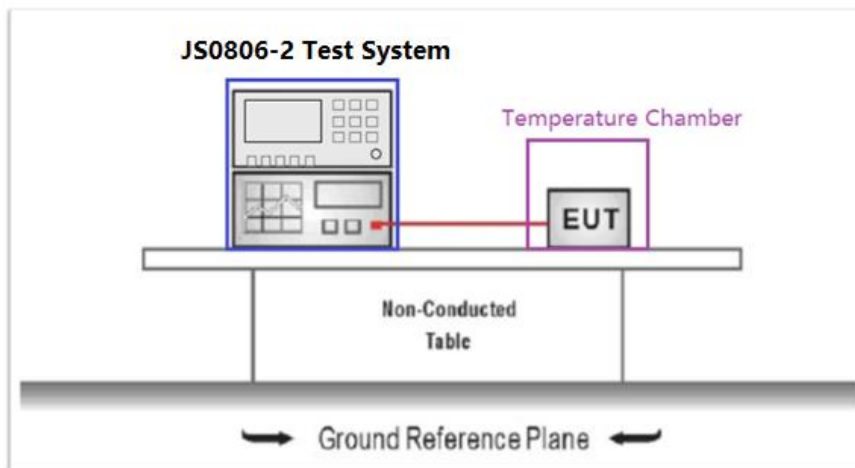 JS0806-2 Test System
Temperature Chamber
EUT
Non-Conducted
Table
Ground Reference Plane